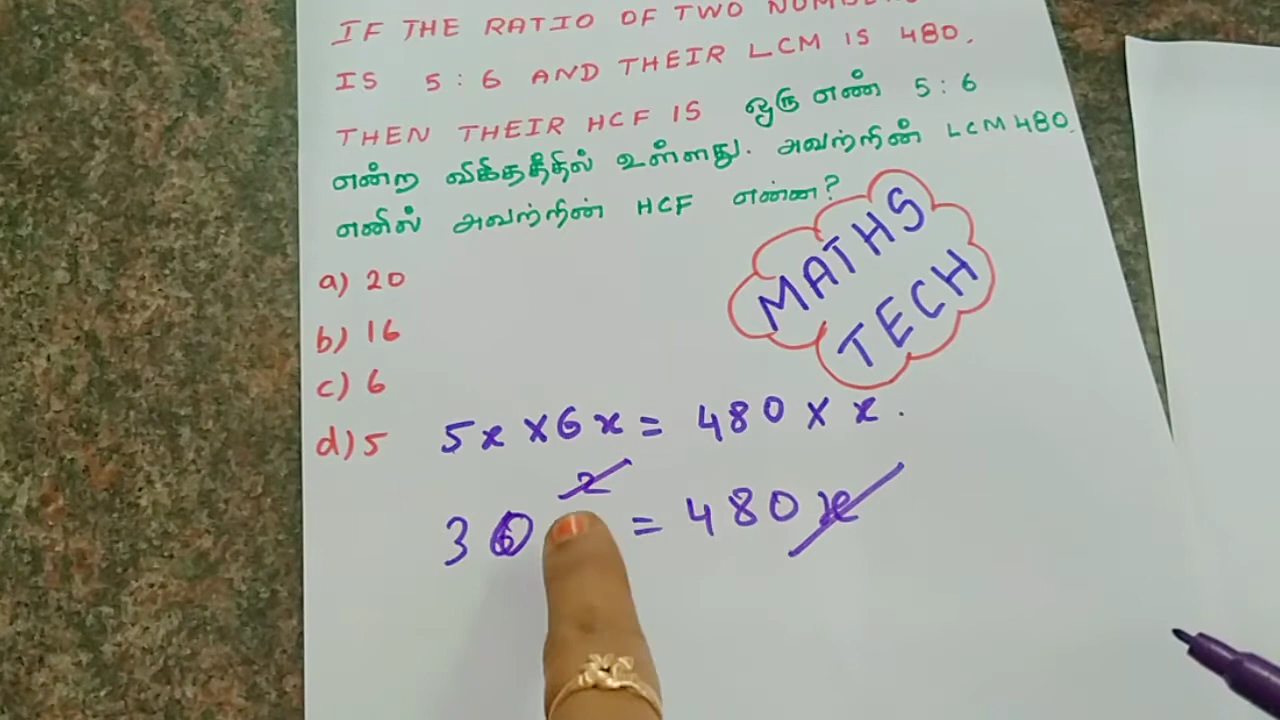 IF THE RATIO OF TWO NUMBERS
IS 5 : 6 AND THEIR LCM IS 480.
THEN THEIR HCF IS ஒரு எண் 5 : 6
என்ற விகிதத்தில் உள்ளது. அவற்றின் LCM 480.
எனில் அவற்றின் HCF என்ன?
a) 20
b) 16
c) 6
d) 5
MATHS
TECH
5x × 6x = 480 × x.
30 2 = 480 x